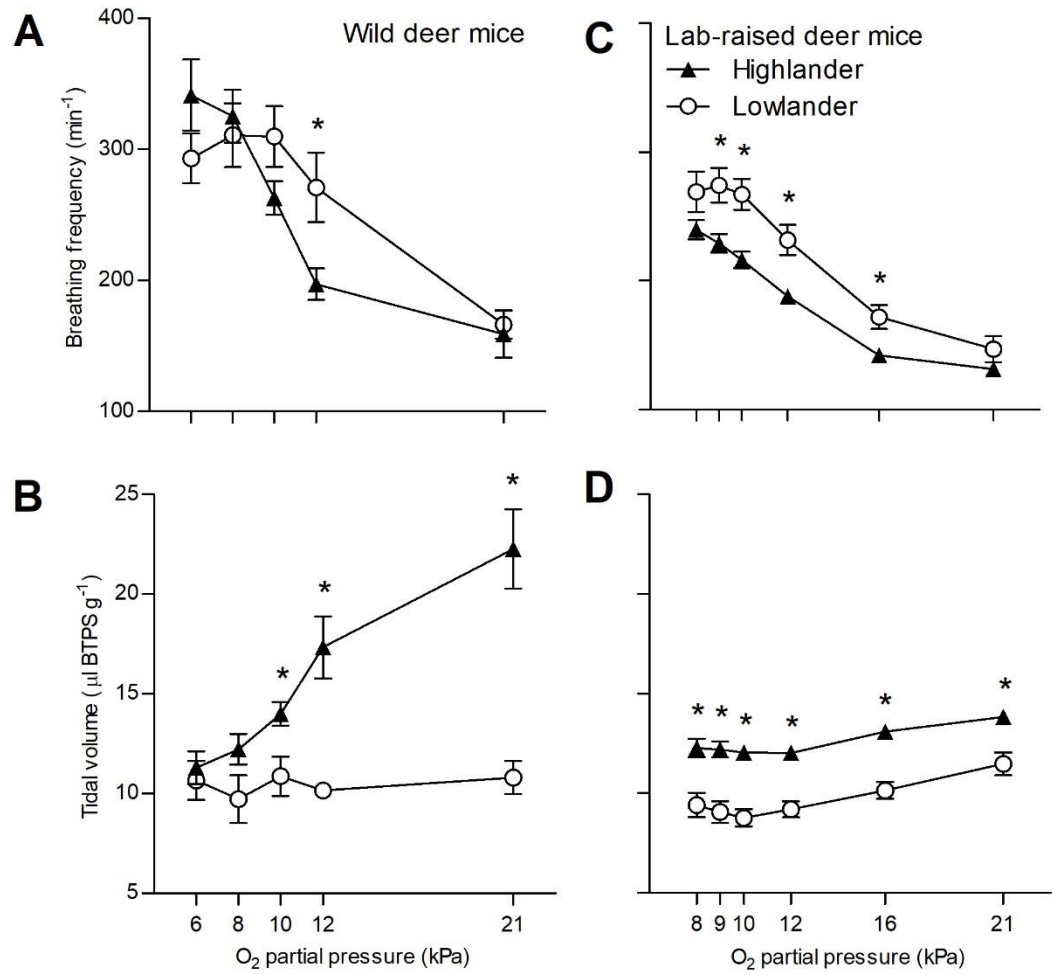 A
Wild deer mice
Breathing frequency (min⁻¹)
400
300
200
100
*
C
Lab-raised deer mice
Highlander
Lowlander
* * * *
B
Tidal volume (µl BTPS g⁻¹)
25
20
15
10
5
* * *
6 8 10 12 21
O₂ partial pressure (kPa)
D
* * * * * *
8 9 10 12 16 21
O₂ partial pressure (kPa)